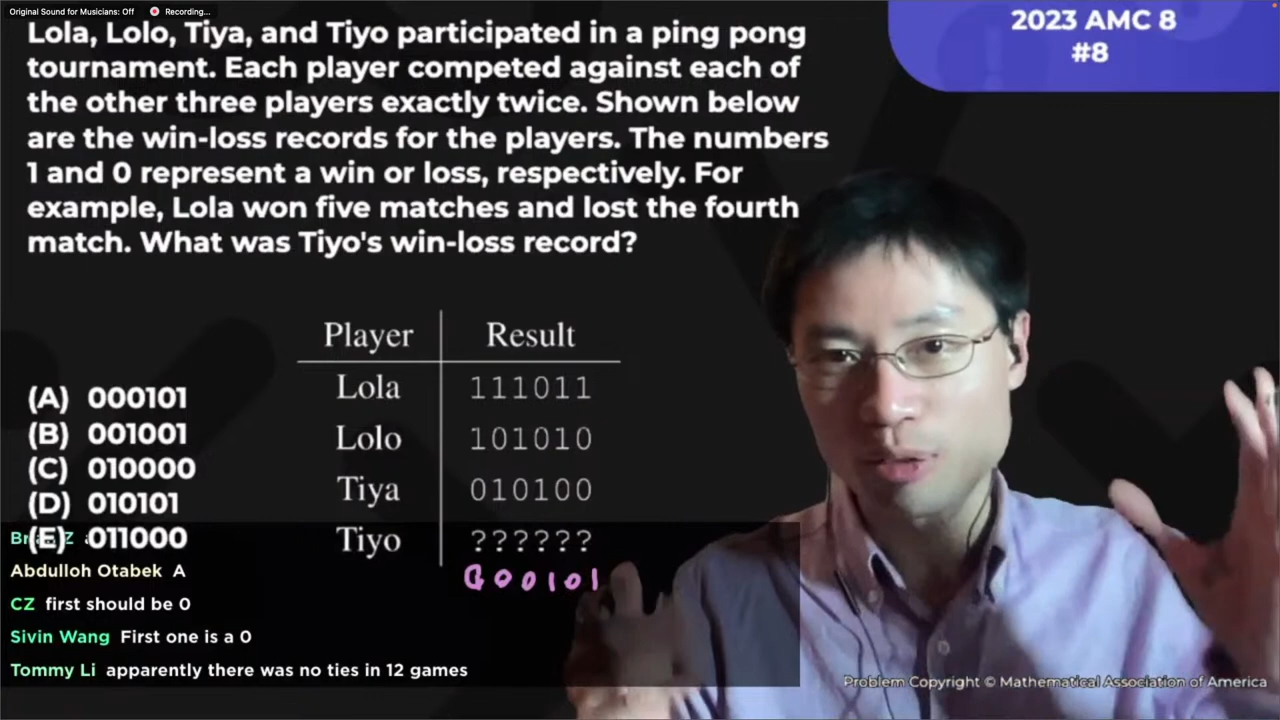 Original Sound for Musicians: Off Recording...
Lola, Lolo, Tiya, and Tiyo participated in a ping pong
tournament. Each player competed against each of
the other three players exactly twice. Shown below
are the win-loss records for the players. The numbers
1 and 0 represent a win or loss, respectively. For
example, Lola won five matches and lost the fourth
match. What was Tiyo's win-loss record?
2023 AMC 8
#8
Player Result
Lola 111011
Lolo 101010
Tiya 010100
Tiyo ??????
000101
(A) 000101
(B) 001001
(C) 010000
(D) 010101
(E) 011000
Abdulloh Otabek A
CZ first should be 0
Sivin Wang First one is a 0
Tommy Li apparently there was no ties in 12 games
Problem Copyright © Mathematical Association of America